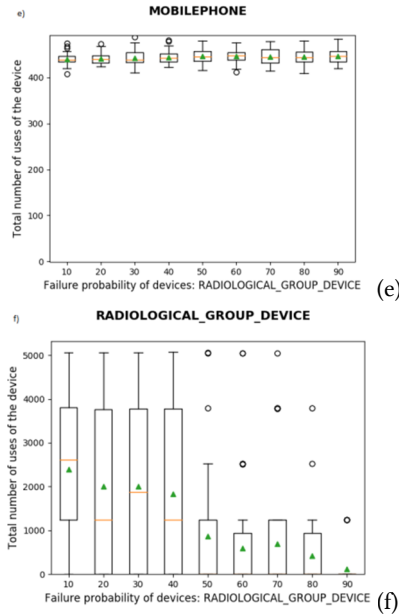 e)
MOBILEPHONE
Total number of uses of the device
400
300
200
100
0
10 20 30 40 50 60 70 80 90
Failure probability of devices: RADIOLOGICAL_GROUP_DEVICE
(e)
f)
RADIOLOGICAL_GROUP_DEVICE
Total number of uses of the device
5000
4000
3000
2000
1000
0
10 20 30 40 50 60 70 80 90
Failure probability of devices: RADIOLOGICAL_GROUP_DEVICE
(f)